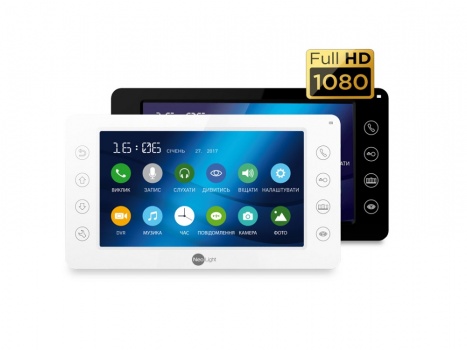 Full HD
1080
16:06
СІЧЕНЬ 27, 2017
ВИКЛИК
ЗАПИС
СЛУХАТИ
ДИВИТИСЬ
ВІЩАТИ
НАЛАШТУВАТИ
DVR
МУЗИКА
ЧАС
ПОВІДОМЛЕННЯ
КАМЕРА
ФОТО
NeoLight